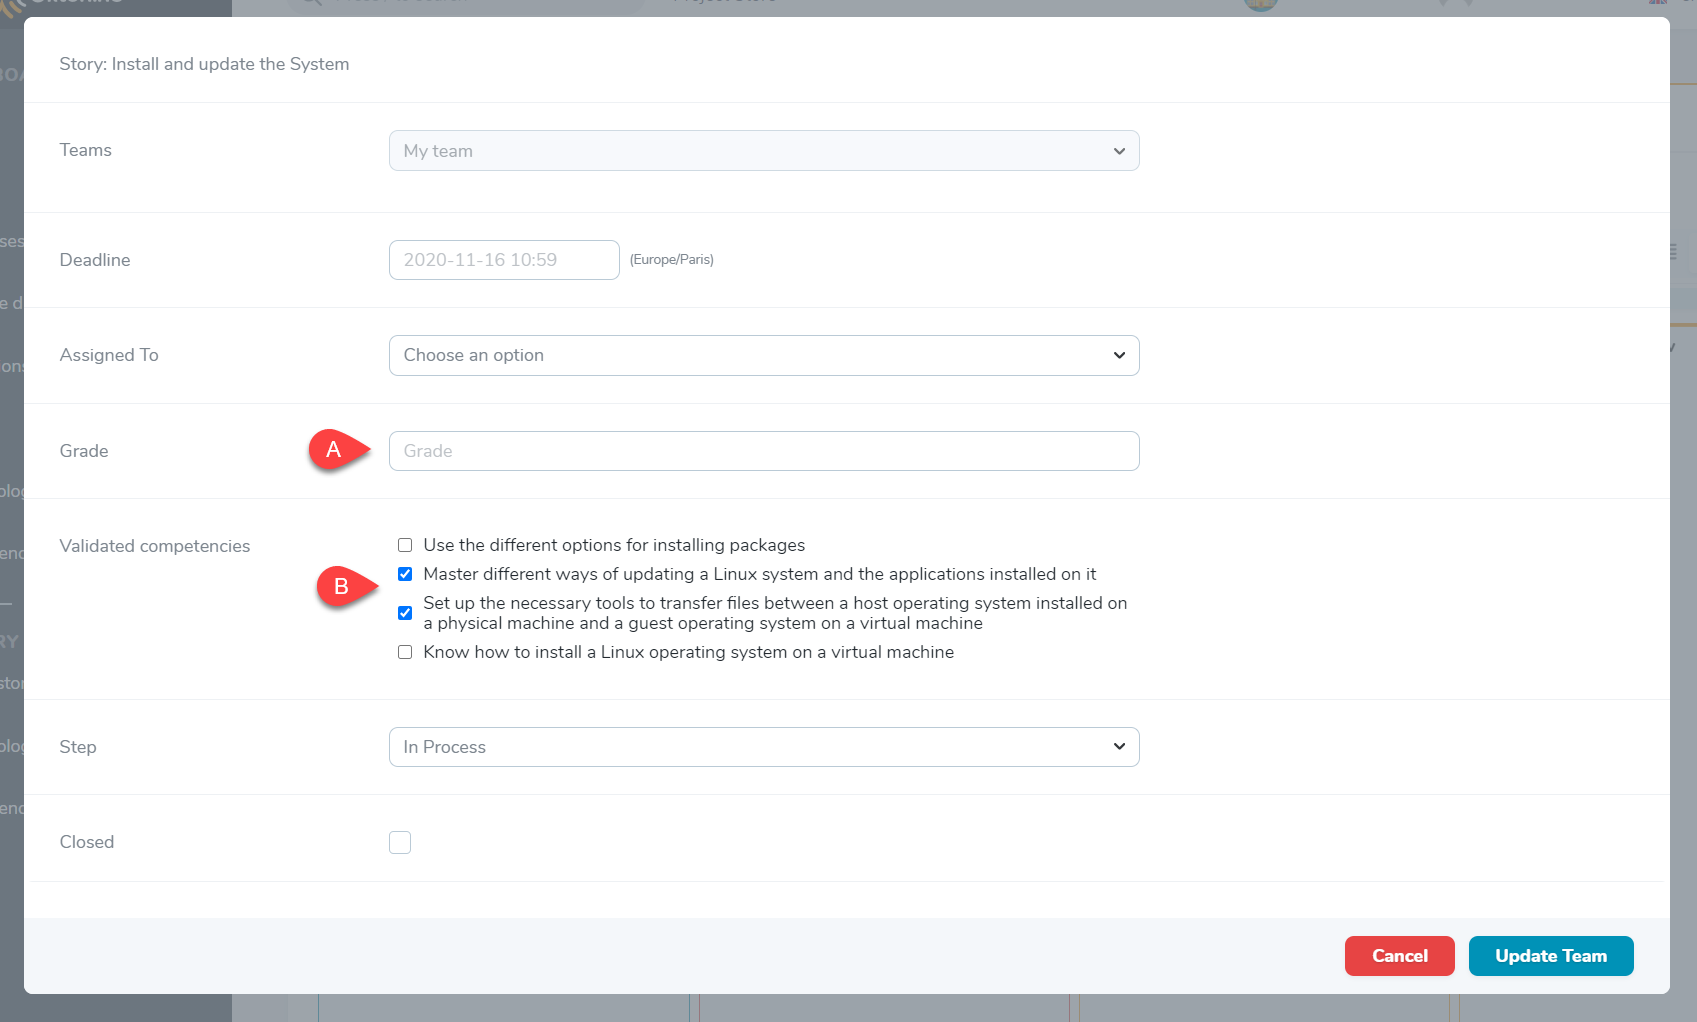 Story: Install and update the System
Teams
My team
Deadline
2020-11-16 10:59
(Europe/Paris)
Assigned To
Choose an option
Grade
A
Grade
Validated competencies
Use the different options for installing packages
B
Master different ways of updating a Linux system and the applications installed on it
Set up the necessary tools to transfer files between a host operating system installed on
a physical machine and a guest operating system on a virtual machine
Know how to install a Linux operating system on a virtual machine
Step
In Process
Closed
Cancel
Update Team